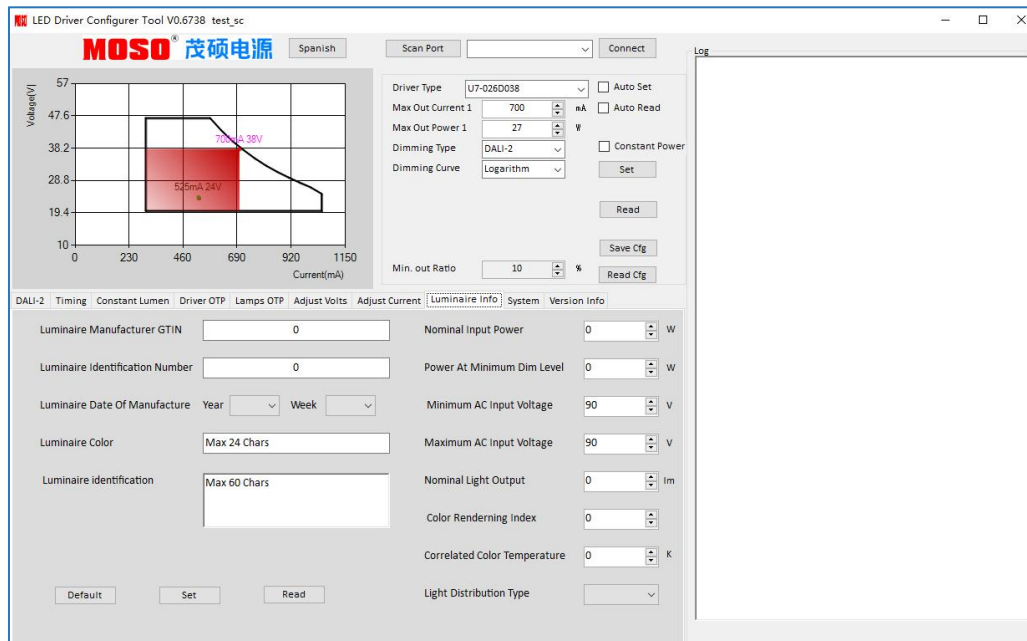 LED Driver Configurer Tool V0.6738 test_sc
MOSO® 茂硕电源
Spanish
Scan Port
Connect
Log
Voltage(V)
57
47.6
38.2
28.8
19.4
10
700mA 38V
525mA 24V
0 230 460 690 920 1150
Current(mA)
Driver Type U7-026D038 Auto Set
Max Out Current 1 700 mA Auto Read
Max Out Power 1 27 W
Dimming Type DALI-2 Constant Power
Dimming Curve Logarithm Set
Read
Save Cfg
Min. out Ratio 10 % Read Cfg
DALI-2 Timing Constant Lumen Driver OTP Lamps OTP Adjust Volts Adjust Current Luminaire Info System Version Info
Luminaire Manufacturer GTIN 0
Luminaire Identification Number 0
Luminaire Date Of Manufacture Year Week
Luminaire Color Max 24 Chars
Luminaire identification Max 60 Chars
Default Set Read
Nominal Input Power 0 W
Power At Minimum Dim Level 0 W
Minimum AC Input Voltage 90 V
Maximum AC Input Voltage 90 V
Nominal Light Output 0 lm
Color Renderning Index 0
Correlated Color Temperature 0 K
Light Distribution Type